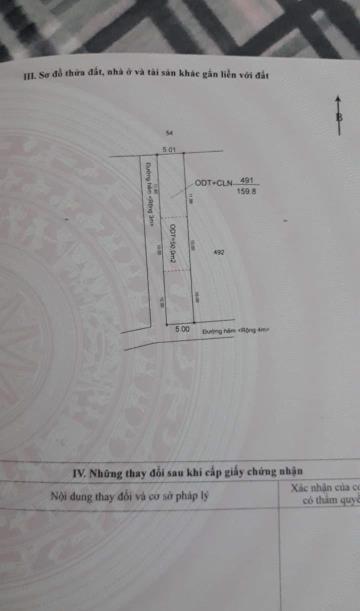 III. Sơ đồ thửa đất, nhà ở và tài sản khác gắn liền với đất
B
54
5.01
Đường hẻm <Rộng 2m>
ODT+CLN 491
159.8
ODT=50.0m2
492
5.00
Đường hẻm <Rộng 4m>
IV. Những thay đổi sau khi cấp giấy chứng nhận
Nội dung thay đổi và cơ sở pháp lý
Xác nhận của cơ
có thẩm quyề